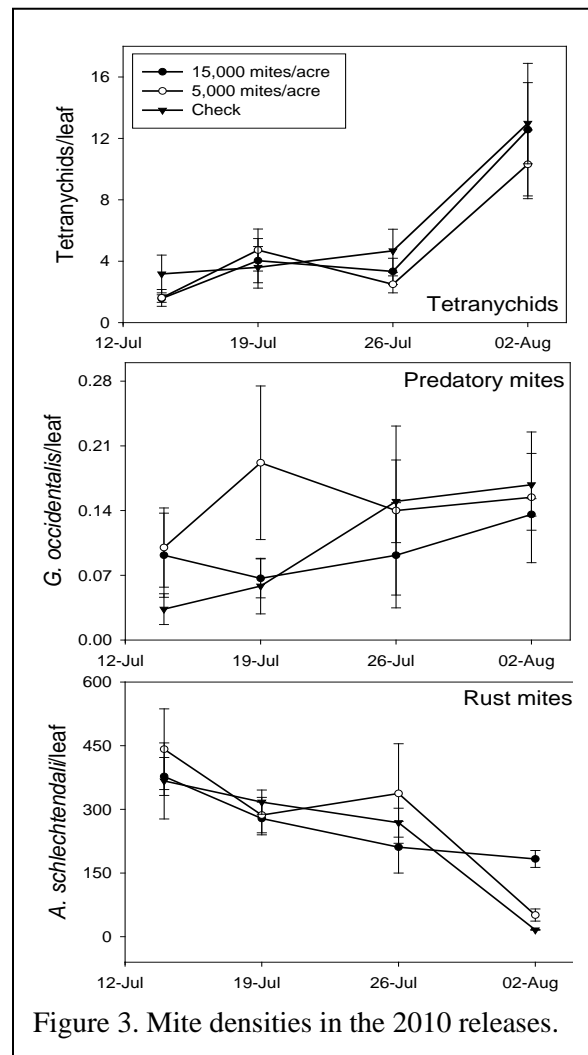 15,000 mites/acre
5,000 mites/acre
Check
Tetranychids/leaf
16
12
8
4
0
Tetranychids
12-Jul 19-Jul 26-Jul 02-Aug
Predatory mites
G. occidentalis/leaf
0.28
0.21
0.14
0.07
0.00
12-Jul 19-Jul 26-Jul 02-Aug
Rust mites
A. schlechtendali/leaf
600
450
300
150
0
12-Jul 19-Jul 26-Jul 02-Aug
Figure 3. Mite densities in the 2010 releases.